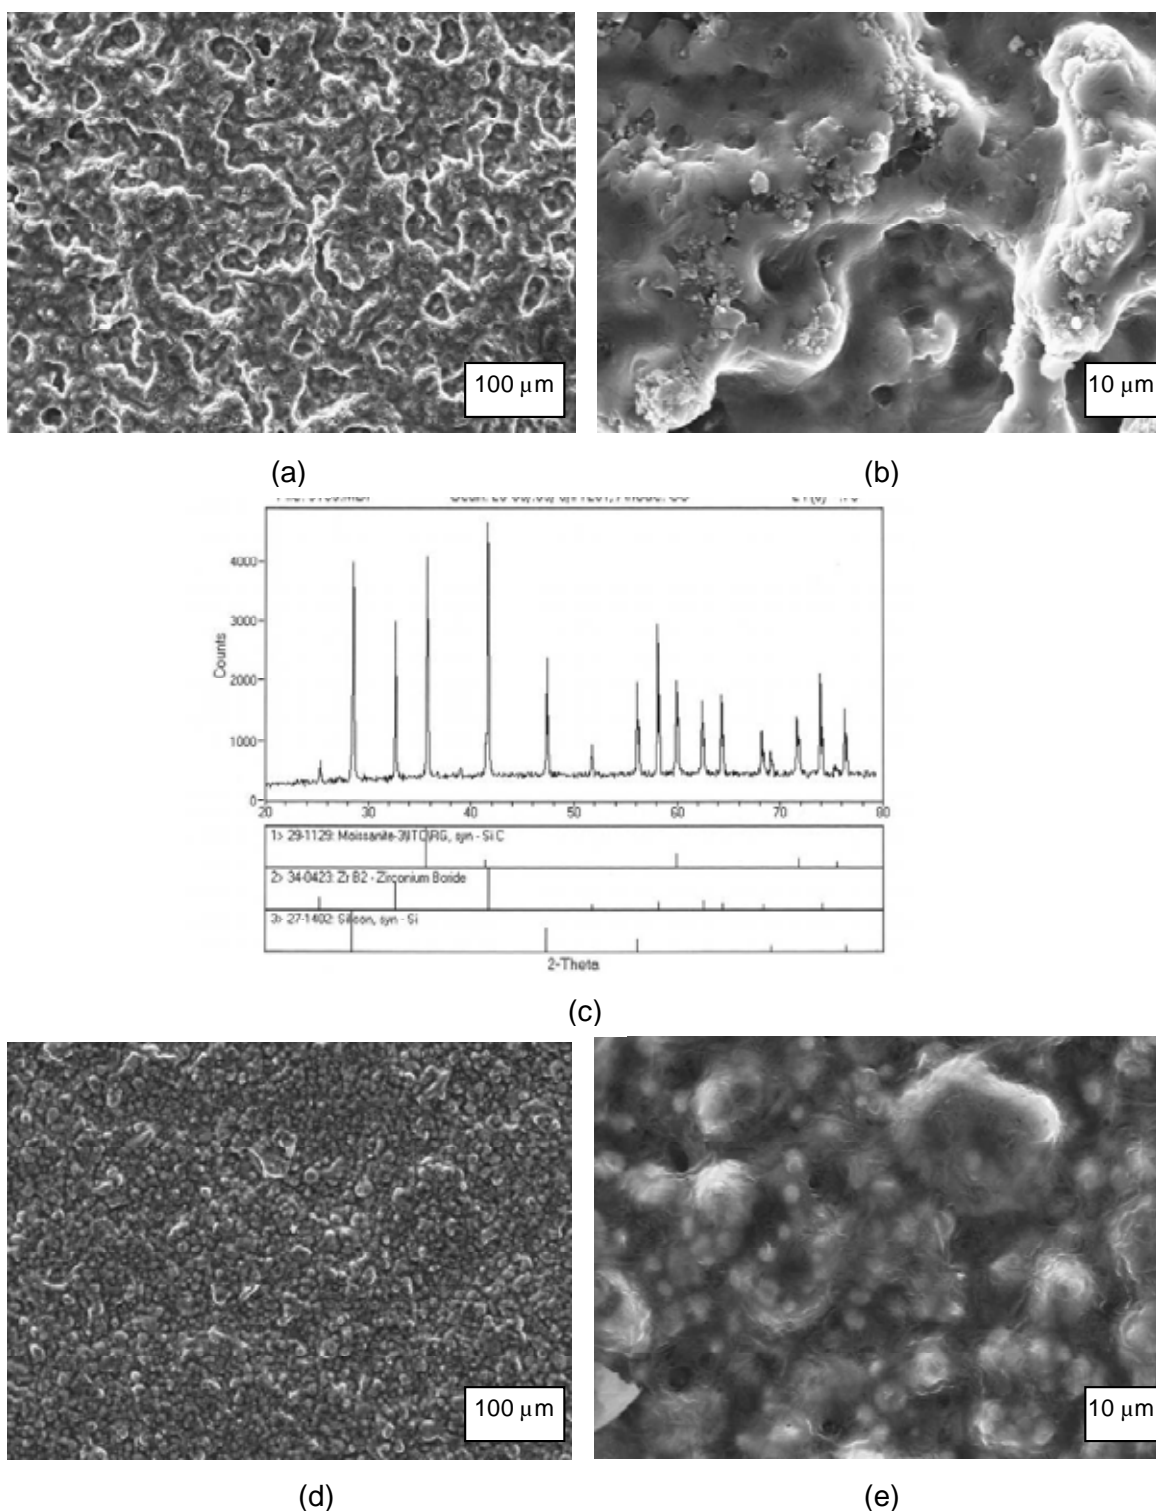 100 μm
10 μm
(a)
(b)
4000
3000
2000
1000
0
Counts
20 30 40 50 60 70 80
1> 29-1129: Moissanite-3\ITC\RG, syn - Si C
2> 34-0423: Zr B2 - Zirconium Boride
3> 27-1402: Silicon, syn - Si
2-Theta
(c)
100 μm
10 μm
(d)
(e)